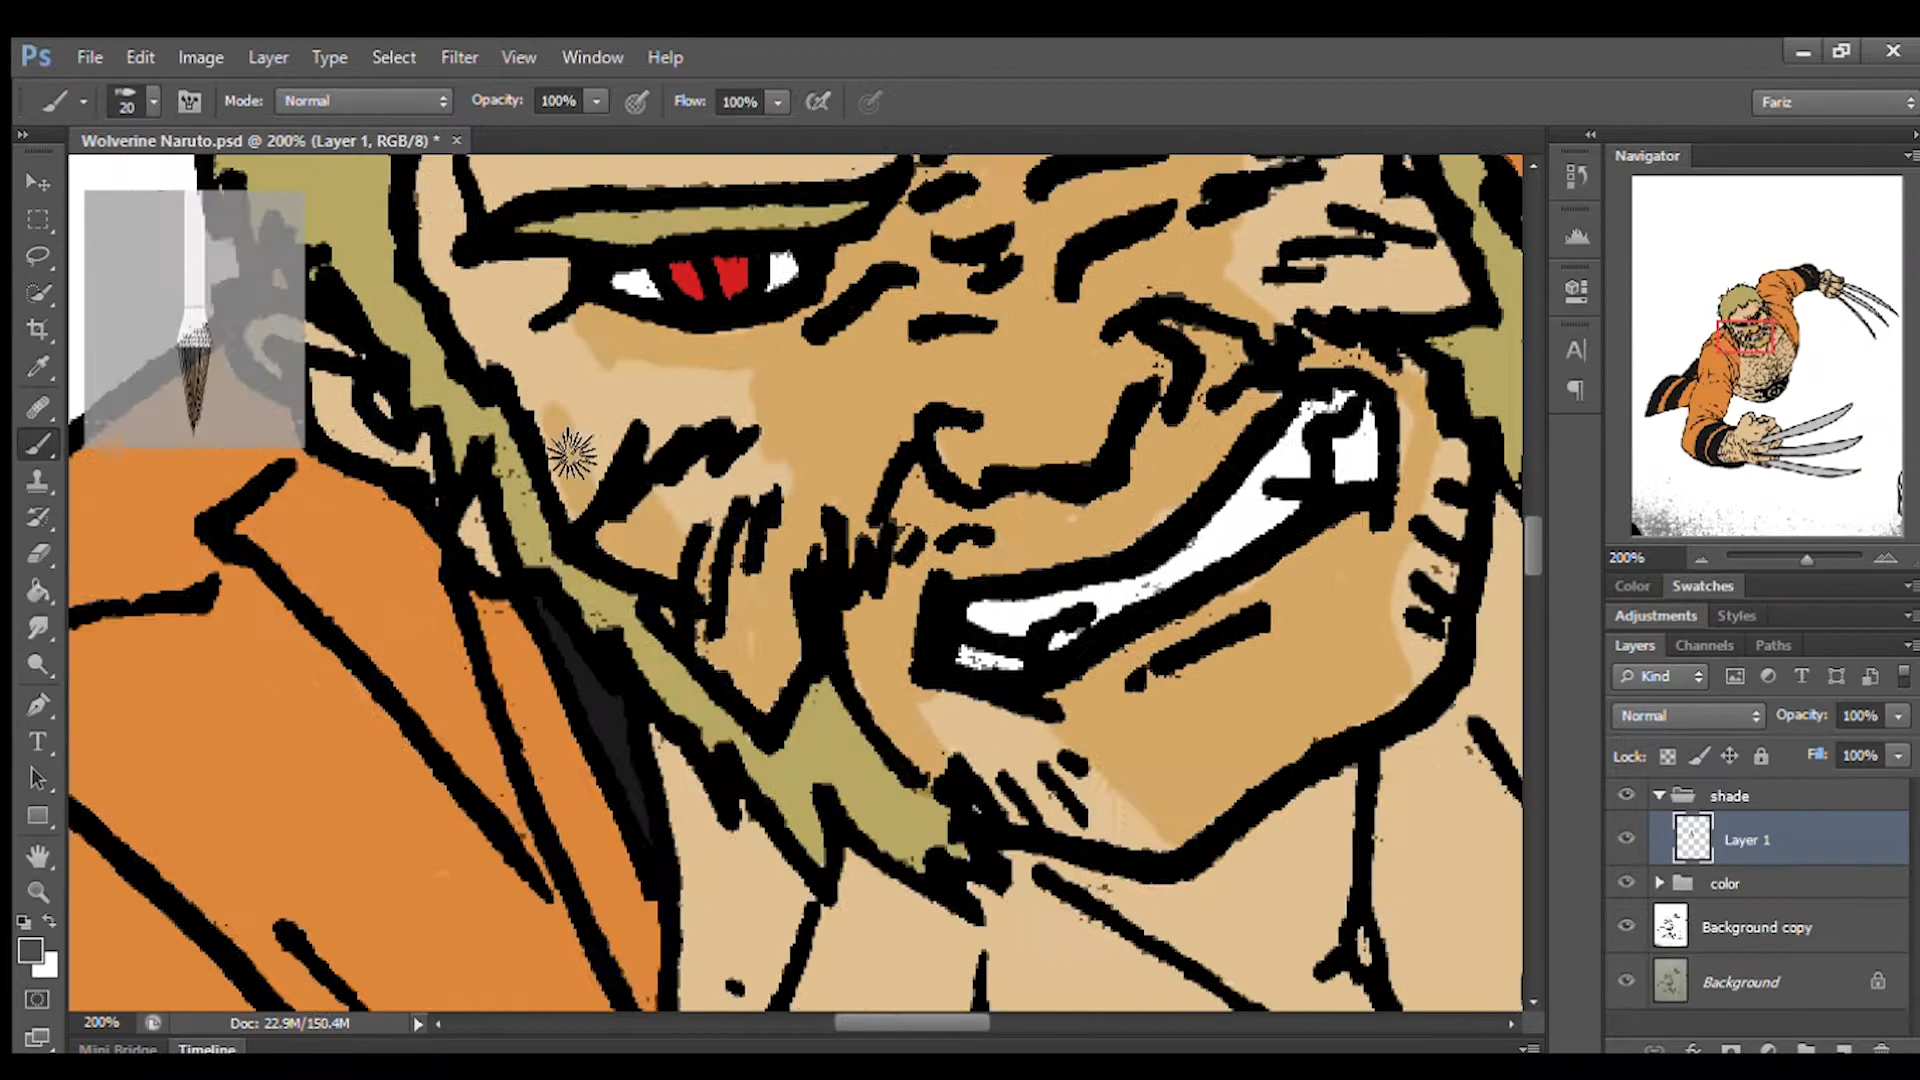 Ps File Edit Image Layer Type Select Filter View Window Help
20 Mode: Normal Opacity: 100% Flow: 100% Fariz
Wolverine Naruto.psd @ 200% (Layer 1, RGB/8) * ×
Navigator
200%
Color Swatches
Adjustments Styles
Layers Channels Paths
Kind
Normal Opacity: 100%
Lock: Fill: 100%
shade
Layer 1
color
Background copy
Background
200% Doc: 22.9M/150.4M
Mini Bridge Timeline